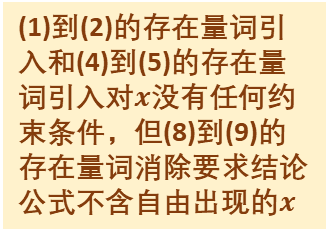 (1)到(2)的存在量词引
入和(4)到(5)的存在量
词引入对x没有任何约
束条件，但(8)到(9)的
存在量词消除要求结论
公式不含自由出现的x